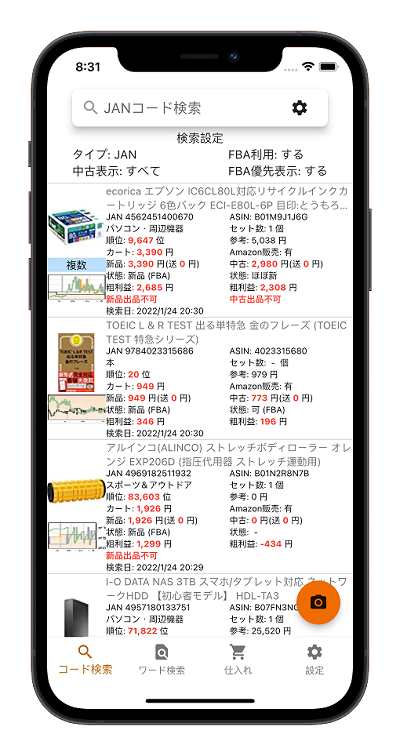 8:31
JANコード検索
検索設定
タイプ: JAN FBA利用: する
中古表示: すべて FBA優先表示: する
ecorica エプソン IC6CL80L対応リサイクルインクカ
ートリッジ 6色パック ECI-E80L-6P 目印:とうもろ…
JAN 4562451400670 ASIN: B01M9J1J6G
パソコン・周辺機器 セット数: 1 個
順位: 9,647 位 参考: 5,038 円
カート: 3,390 円 Amazon販売: 有
複数
新品: 3,390 円(送 0 円) 中古: 2,980 円(送 0 円)
状態: 新品 (FBA) 状態: ほぼ新
粗利益: 2,685 円 粗利益: 2,308 円
新品出品不可 中古出品不可
検索日: 2022/1/24 20:30
TOEIC L & R TEST 出る単特急 金のフレーズ (TOEIC
TEST 特急シリーズ)
JAN 9784023315686 ASIN: 4023315680
本 セット数: - 個
順位: 20 位 参考: 979 円
カート: 949 円 Amazon販売: 有
新品: 949 円(送 0 円) 中古: 773 円(送 0 円)
状態: 新品 (FBA) 状態: 可 (FBA)
粗利益: 346 円 粗利益: 196 円
検索日: 2022/1/24 20:30
アルインコ(ALINCO) ストレッチボディローラー オレ
ンジ EXP206D (指圧代用器 ストレッチ運動用)
JAN 4969182511932 ASIN: B01N2R8N7B
スポーツ＆アウトドア セット数: 1 個
順位: 83,603 位 参考: 0 円
カート: 1,926 円 Amazon販売: 有
新品: 1,926 円(送 0 円) 中古: 0 円(送 0 円)
状態: 新品 (FBA) 状態: -
粗利益: 1,299 円 粗利益: -434 円
新品出品不可
検索日: 2022/1/24 20:29
I-O DATA NAS 3TB スマホ/タブレット対応 ネットワ
ークHDD 【初心者モデル】 HDL-TA3
JAN 4957180133751 ASIN: B07FN3NC
パソコン・周辺機器 セット数: 1 個
順位: 71,822 位 参考: 25,520 円
コード検索 ワード検索 仕入れ 設定